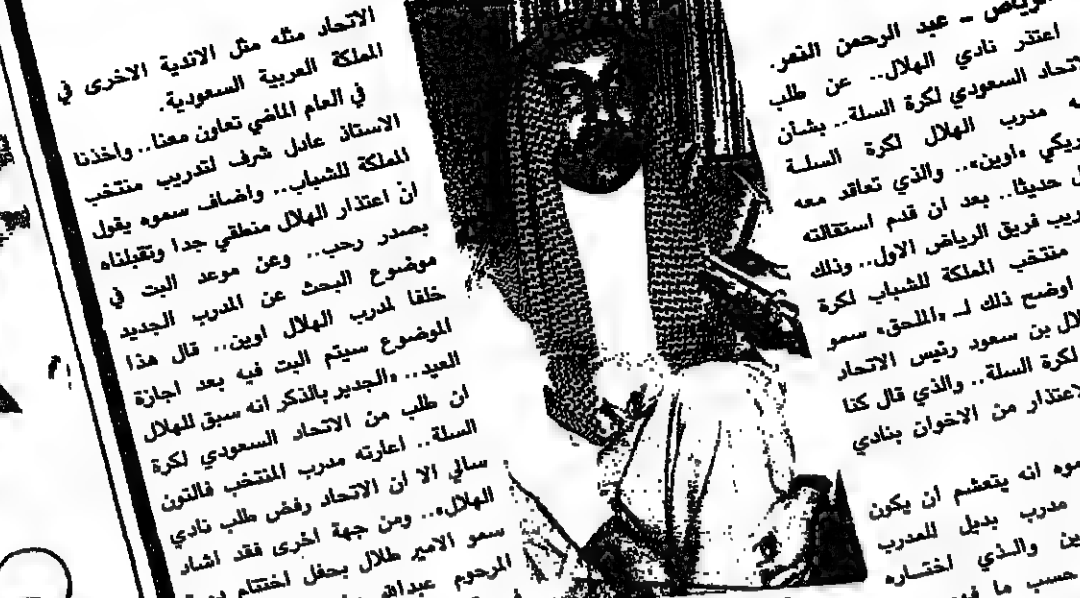 الرياض - عبد الرحمن النمر.
اعتذر نادي الهلال.. عن طلب
الاتحاد السعودي لكرة السلة.. بشأن
مدرب الهلال لكرة السلة
«اوين».. والذي تعاقد معه
حديثا.. بعد ان قدم استقالته
فريق الرياض الاول.. وذلك
منتخب المملكة للشباب لكرة
اوضح ذلك لـ «الملحق» سمو
بن سعود رئيس الاتحاد
لكرة السلة.. والذي قال كنا
الاعتذار من الاخوان بنادي
انه يتعشم ان يكون
مدرب بديل للمدرب
والذي اختاره
حسب ما
الاتحاد مثله مثل الاندية الاخرى في
المملكة العربية السعودية.
في العام الماضي تعاون معنا.. واخذنا
الاستاذ عادل شرف لتدريب منتخب
المملكة للشباب.. واضاف سموه يقول
ان اعتذار الهلال منطقي جدا وتقبلناه
بصدر رحب.. وعن موعد البت في
موضوع البحث عن المدرب الجديد
خلفا لمدرب الهلال اوين.. قال هذا
الموضوع سيتم البت فيه بعد اجازة
العيد.. «الجدير بالذكر انه سبق للهلال
ان طلب من الاتحاد السعودي لكرة
السلة.. اعارته مدرب المنتخب فالتون
سالي الا ان الاتحاد رفض طلب نادي
الهلال».. ومن جهة اخرى فقد اشاد
سمو الامير طلال بحفل اختتام
المرحوم عبدالله